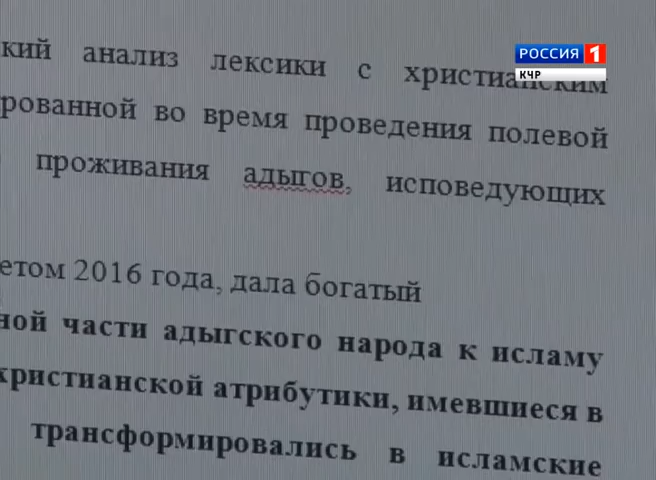 РОССИЯ 1
КЧР
кий анализ лексики с христианским
рованной во время проведения полевой
проживания адыгов, исповедующих
етом 2016 года, дала богатый
ной части адыгского народа к исламу
христианской атрибутики, имевшиеся в
трансформировались в исламские